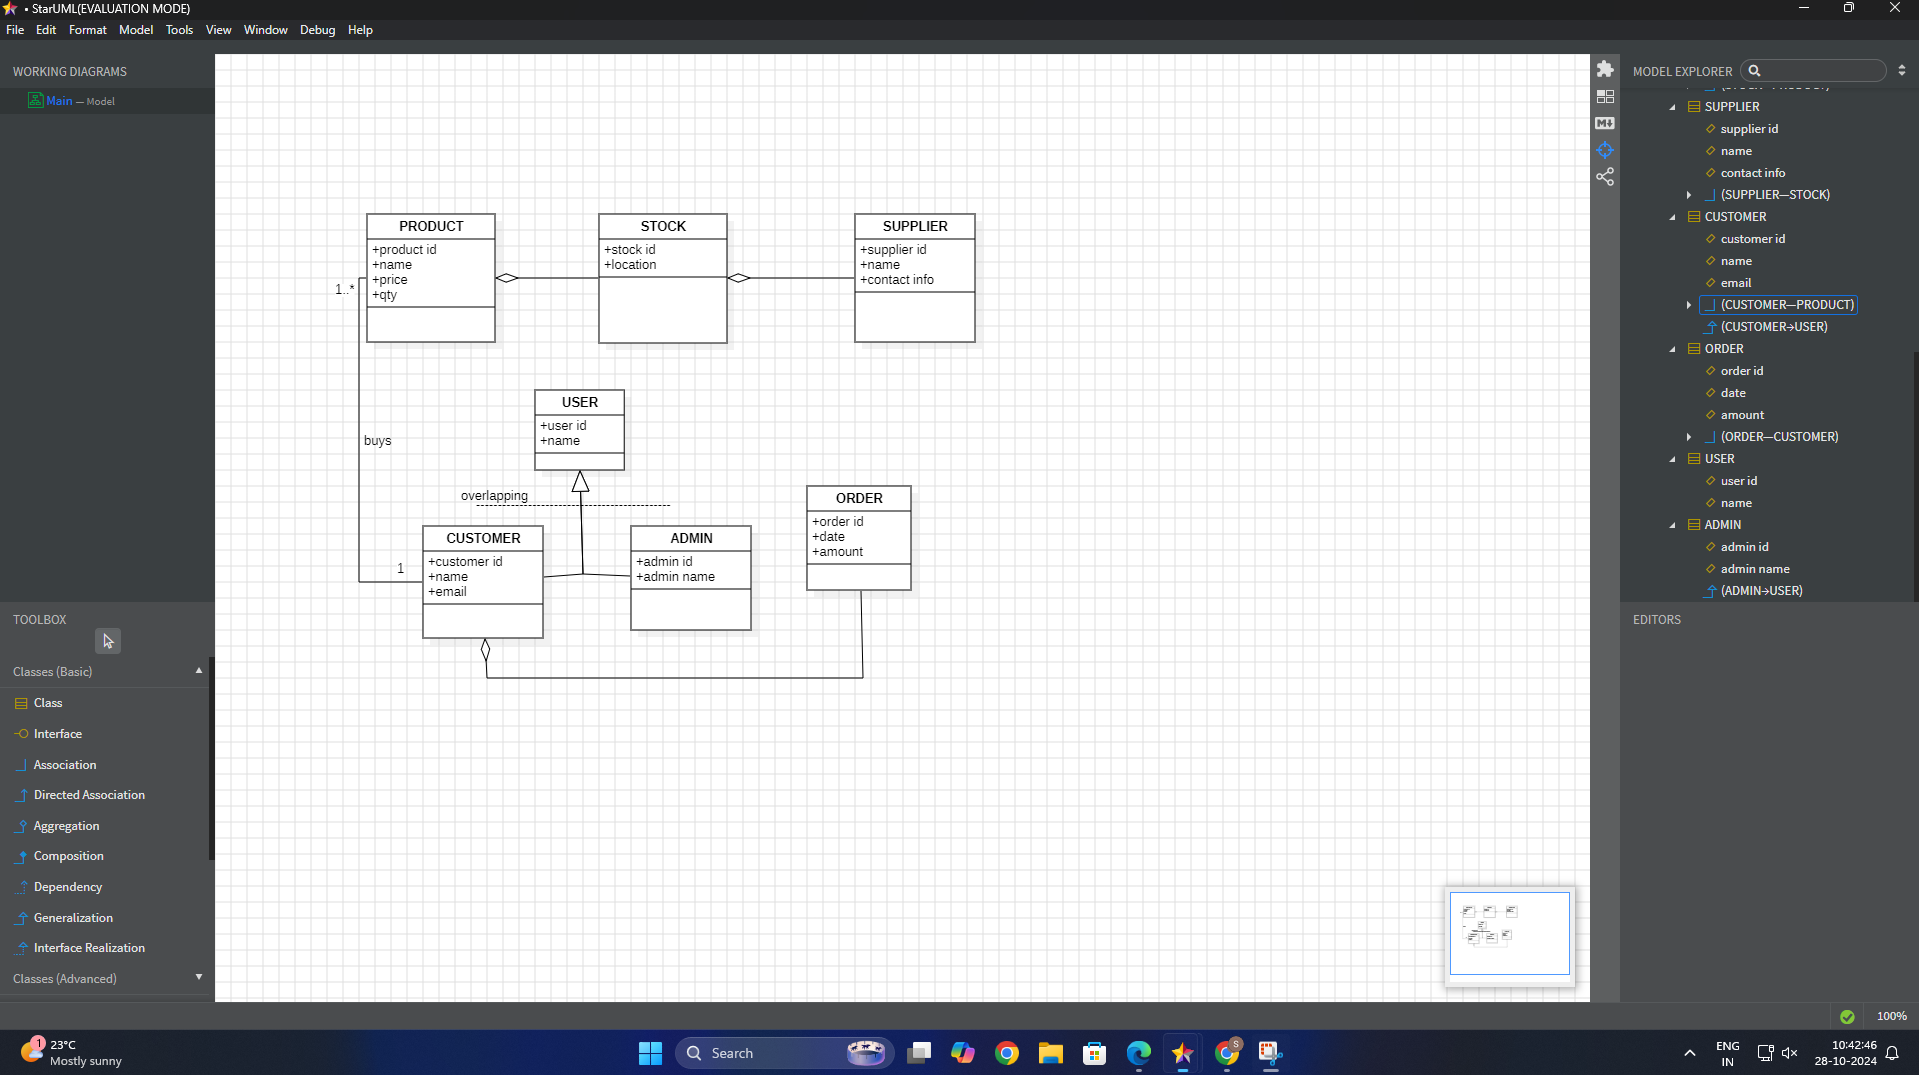 • StarUML(EVALUATION MODE)
File Edit Format Model Tools View Window Debug Help
WORKING DIAGRAMS
Main — Model
TOOLBOX
Classes (Basic)
Class
Interface
Association
Directed Association
Aggregation
Composition
Dependency
Generalization
Interface Realization
Classes (Advanced)
PRODUCT
+product id
+name
+price
+qty
STOCK
+stock id
+location
SUPPLIER
+supplier id
+name
+contact info
1..*
buys
1
USER
+user id
+name
overlapping
CUSTOMER
+customer id
+name
+email
ADMIN
+admin id
+admin name
ORDER
+order id
+date
+amount
M↓
MODEL EXPLORER
SUPPLIER
supplier id
name
contact info
(SUPPLIER—STOCK)
CUSTOMER
customer id
name
email
(CUSTOMER—PRODUCT)
(CUSTOMER→USER)
ORDER
order id
date
amount
(ORDER—CUSTOMER)
USER
user id
name
ADMIN
admin id
admin name
(ADMIN→USER)
EDITORS
100%
1
23°C
Mostly sunny
Search
S
ENG
IN
10:42:46
28-10-2024